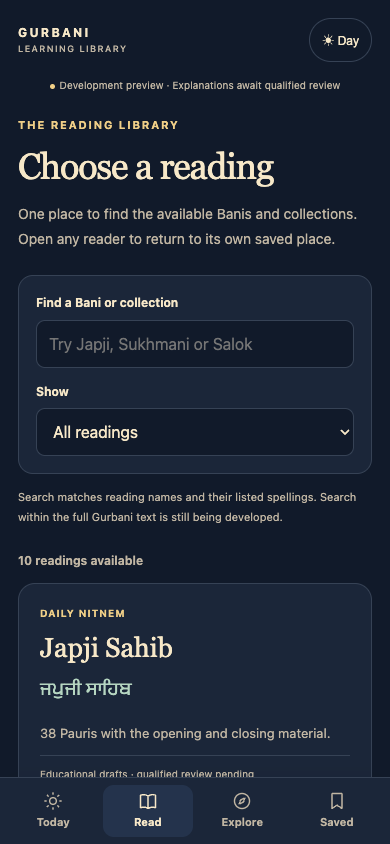 GURBANI
LEARNING LIBRARY
☀ Day
Development preview · Explanations await qualified review
THE READING LIBRARY
Choose a reading
One place to find the available Banis and collections.
Open any reader to return to its own saved place.
Find a Bani or collection
Try Japji, Sukhmani or Salok
Show
All readings
Search matches reading names and their listed spellings. Search
within the full Gurbani text is still being developed.
10 readings available
DAILY NITNEM
Japji Sahib
ਜਪੁਜੀ ਸਾਹਿਬ
38 Pauris with the opening and closing material.
Educational drafts · qualified review pending
Today
Read
Explore
Saved